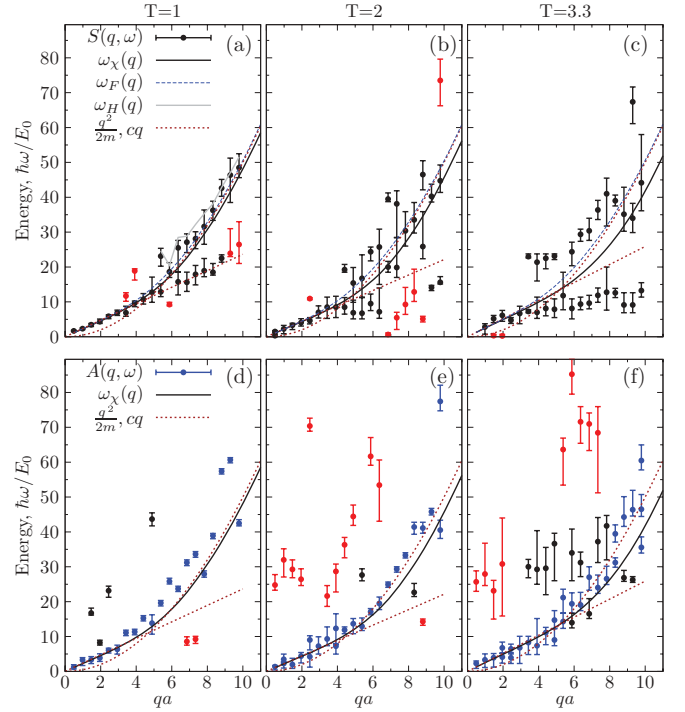 T=1 T=2 T=3.3
(a) (b) (c)
S(q, ω)
ω_χ(q)
ω_F(q)
ω_H(q)
q²/2m, cq
Energy, ħω/E₀
80
70
60
50
40
30
20
10
0
(d) (e) (f)
A(q, ω)
ω_χ(q)
q²/2m, cq
Energy, ħω/E₀
80
70
60
50
40
30
20
10
0
0 2 4 6 8 10 0 2 4 6 8 10 0 2 4 6 8 10
qa qa qa